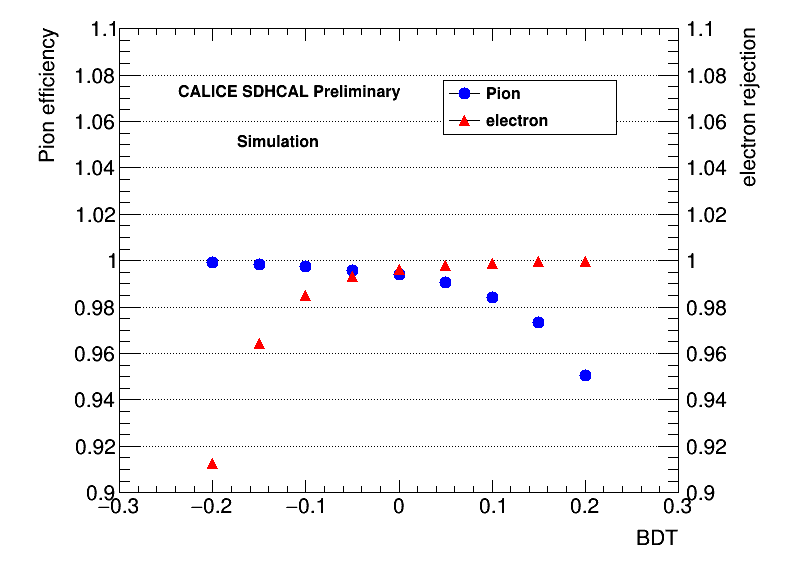 Pion efficiency
electron rejection
CALICE SDHCAL Preliminary
Simulation
Pion
electron
1.1
1.08
1.06
1.04
1.02
1
0.98
0.96
0.94
0.92
0.9
1.1
1.08
1.06
1.04
1.02
1
0.98
0.96
0.94
0.92
0.9
−0.3 −0.2 −0.1 0 0.1 0.2 0.3
BDT